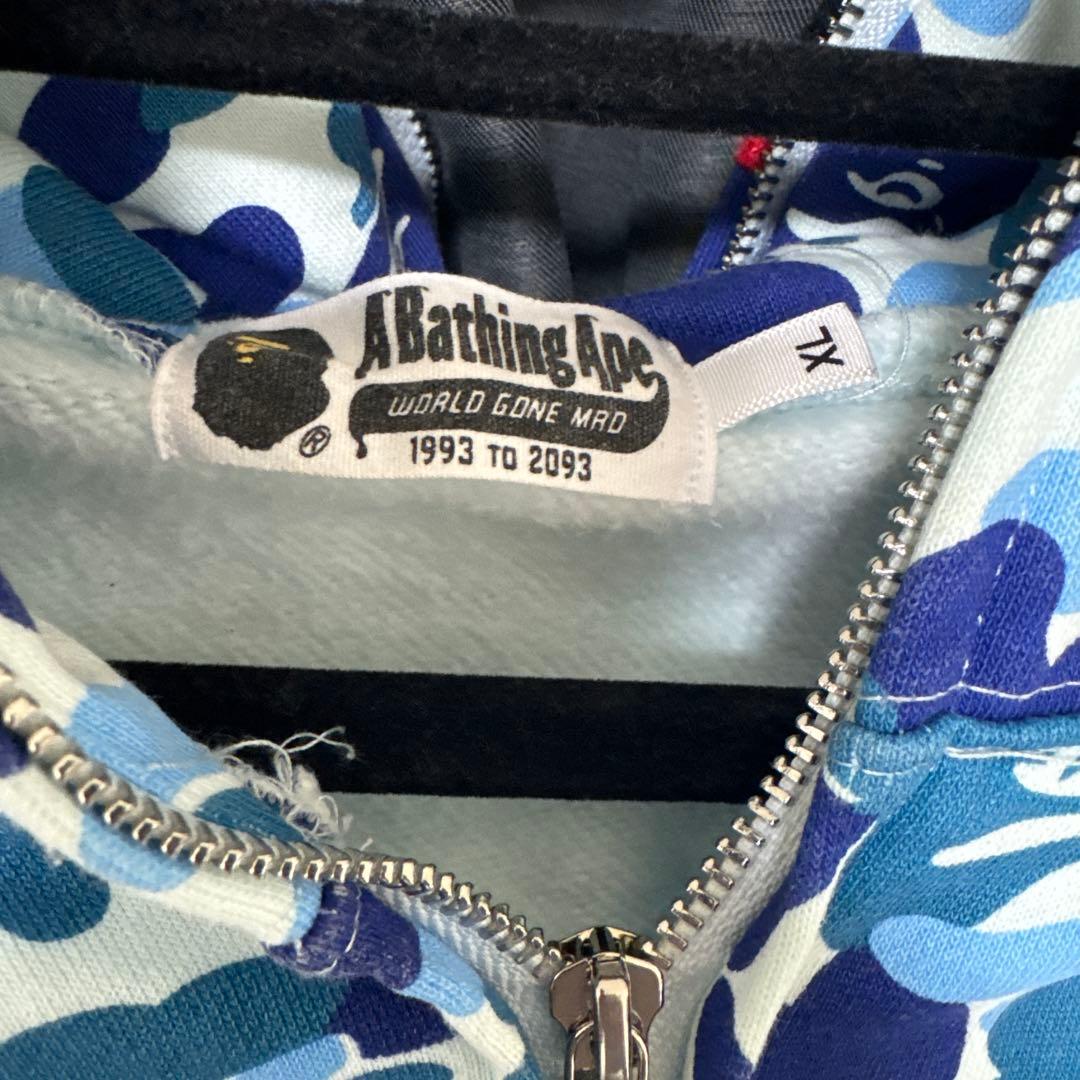 A Bathing Ape
WORLD GONE MAD
®
1993 TO 2093
XL